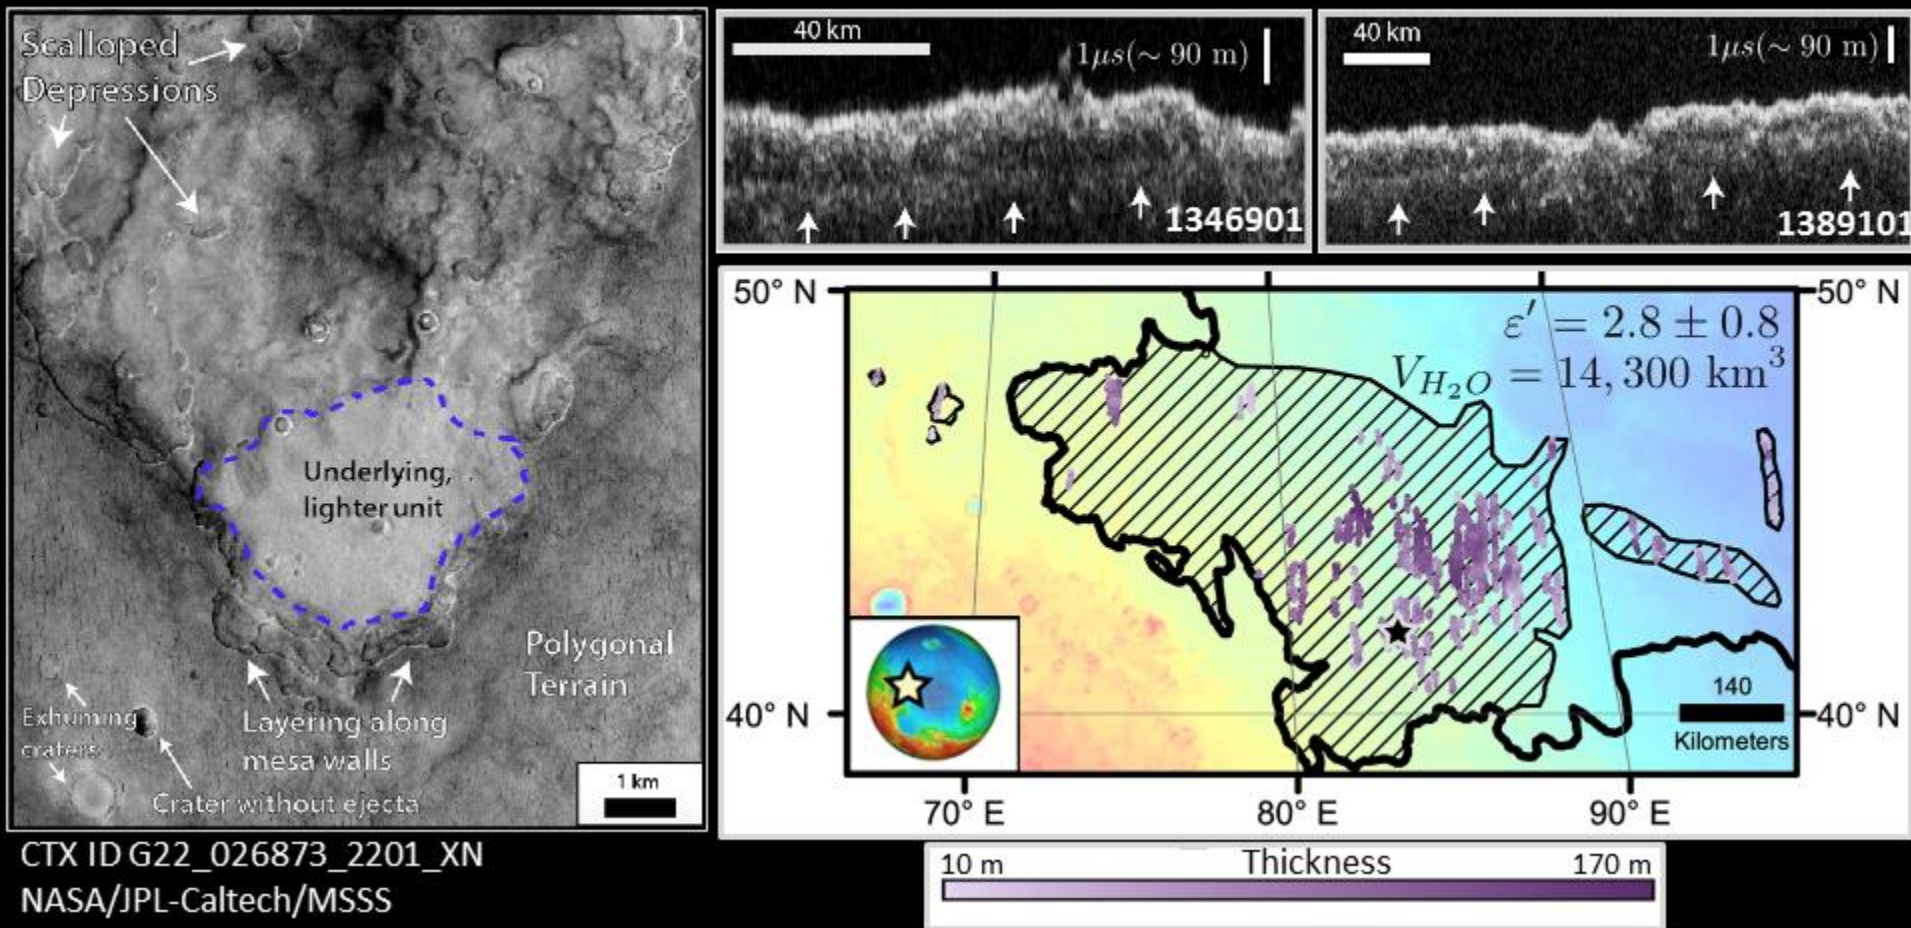 Scalloped
Depressions
Underlying,
lighter unit
Polygonal
Terrain
Exhuming
craters
Layering along
mesa walls
Crater without ejecta
1 km
CTX ID G22_026873_2201_XN
NASA/JPL-Caltech/MSSS
40 km
1μs(~ 90 m)
1346901
40 km
1μs(~ 90 m)
1389101
50° N
50° N
ε′ = 2.8 ± 0.8
V_{H₂O} = 14,300 km³
40° N
40° N
140
Kilometers
70° E
80° E
90° E
10 m
Thickness
170 m